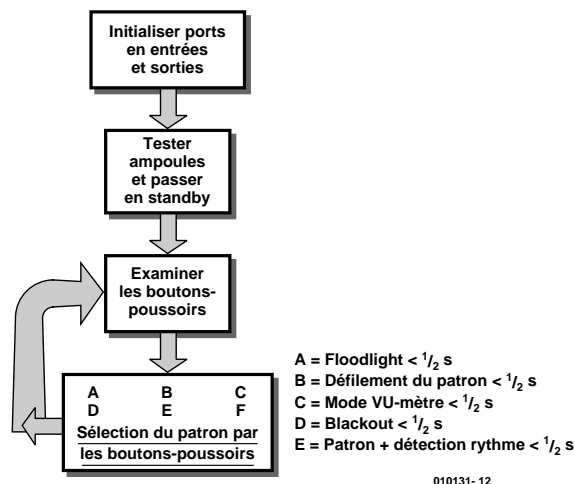 Initialiser ports
en entrées
et sorties
Tester
ampoules
et passer
en standby
Examiner
les boutons-
poussoirs
A B C
D E F
Sélection du patron par
les boutons-poussoirs
A = Floodlight < 1/2 s
B = Défilement du patron < 1/2 s
C = Mode VU-mètre < 1/2 s
D = Blackout < 1/2 s
E = Patron + détection rythme < 1/2 s
010131- 12